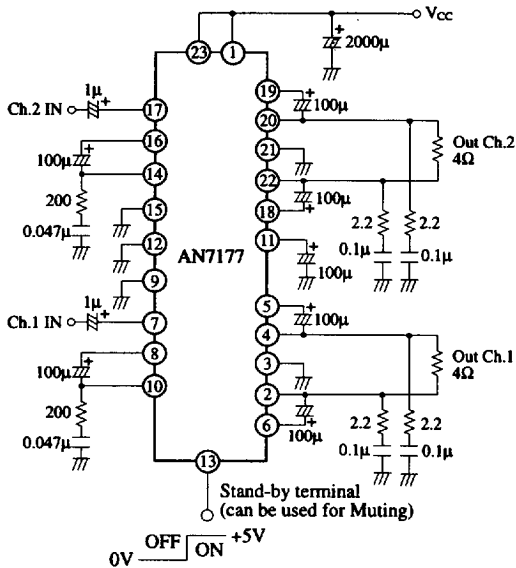 VCC
2000μ
23
1
1μ
Ch.2 IN
17
19
100μ
20
16
100μ
21
Out Ch.2
4Ω
14
22
200
100μ
15
18
2.2
2.2
0.047μ
12
11
0.1μ
0.1μ
AN7177
9
100μ
1μ
Ch.1 IN
7
5
100μ
8
4
100μ
3
Out Ch.1
4Ω
10
2
200
6
100μ
2.2
2.2
0.047μ
0.1μ
0.1μ
13
Stand-by terminal
(can be used for Muting)
OFF
+5V
0V
ON